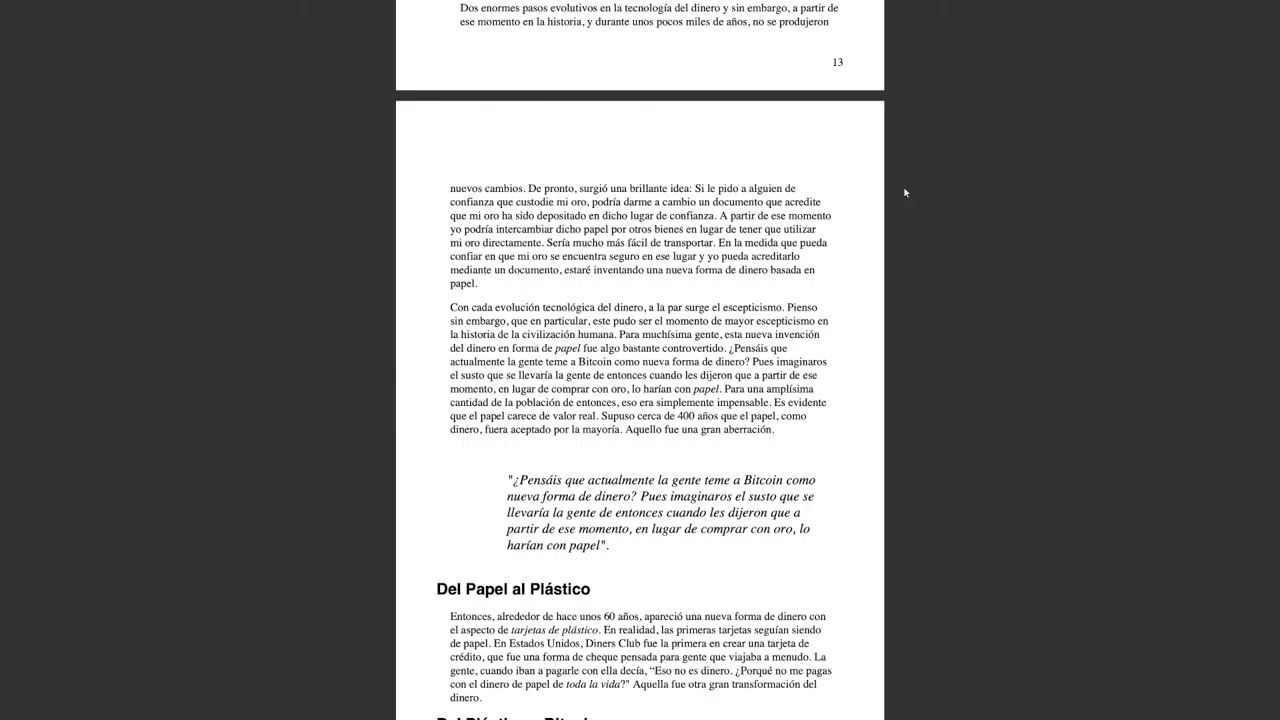 Dos enormes pasos evolutivos en la tecnología del dinero y sin embargo, a partir de
ese momento en la historia, y durante unos pocos miles de años, no se produjeron
13
nuevos cambios. De pronto, surgió una brillante idea: Si le pido a alguien de
confianza que custodie mi oro, podría darme a cambio un documento que acredite
que mi oro ha sido depositado en dicho lugar de confianza. A partir de ese momento
yo podría intercambiar dicho papel por otros bienes en lugar de tener que utilizar
mi oro directamente. Sería mucho más fácil de transportar. En la medida que pueda
confiar en que mi oro se encuentra seguro en ese lugar y yo pueda acreditarlo
mediante un documento, estaré inventando una nueva forma de dinero basada en
papel.
Con cada evolución tecnológica del dinero, a la par surge el escepticismo. Pienso
sin embargo, que en particular, este pudo ser el momento de mayor escepticismo en
la historia de la civilización humana. Para muchísima gente, esta nueva invención
del dinero en forma de papel fue algo bastante controvertido. ¿Pensáis que
actualmente la gente teme a Bitcoin como nueva forma de dinero? Pues imaginaros
el susto que se llevaría la gente de entonces cuando les dijeron que a partir de ese
momento, en lugar de comprar con oro, lo harían con papel. Para una amplísima
cantidad de la población de entonces, eso era simplemente impensable. Es evidente
que el papel carece de valor real. Supuso cerca de 400 años que el papel, como
dinero, fuera aceptado por la mayoría. Aquello fue una gran aberración.
"¿Pensáis que actualmente la gente teme a Bitcoin como
nueva forma de dinero? Pues imaginaros el susto que se
llevaría la gente de entonces cuando les dijeron que a
partir de ese momento, en lugar de comprar con oro, lo
harían con papel".
Del Papel al Plástico
Entonces, alrededor de hace unos 60 años, apareció una nueva forma de dinero con
el aspecto de tarjetas de plástico. En realidad, las primeras tarjetas seguían siendo
de papel. En Estados Unidos, Diners Club fue la primera en crear una tarjeta de
crédito, que fue una forma de cheque pensada para gente que viajaba a menudo. La
gente, cuando iban a pagarle con ella decía, “Eso no es dinero. ¿Porqué no me pagas
con el dinero de papel de toda la vida?" Aquella fue otra gran transformación del
dinero.